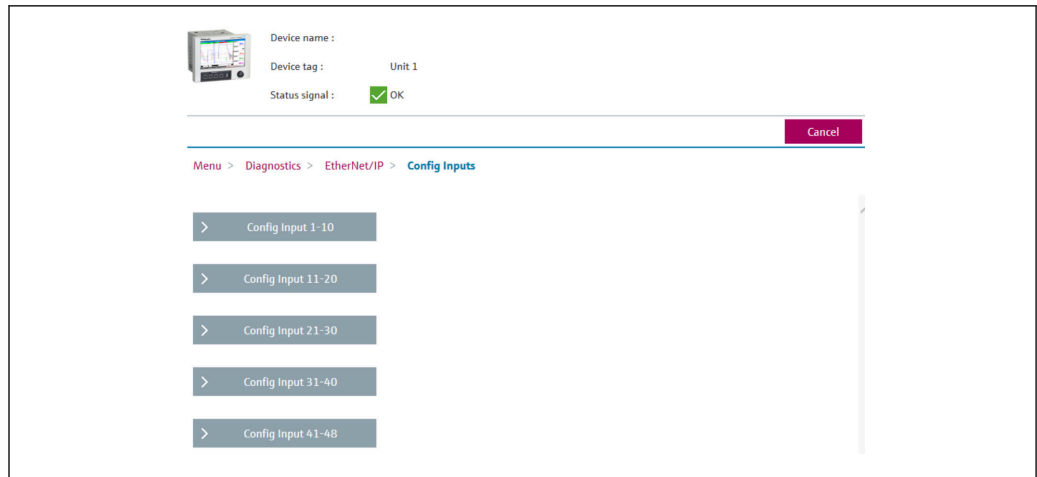 Device name :
Device tag : Unit 1
Status signal : OK
Cancel
Menu > Diagnostics > EtherNet/IP > Config Inputs
> Config Input 1-10
> Config Input 11-20
> Config Input 21-30
> Config Input 31-40
> Config Input 41-48